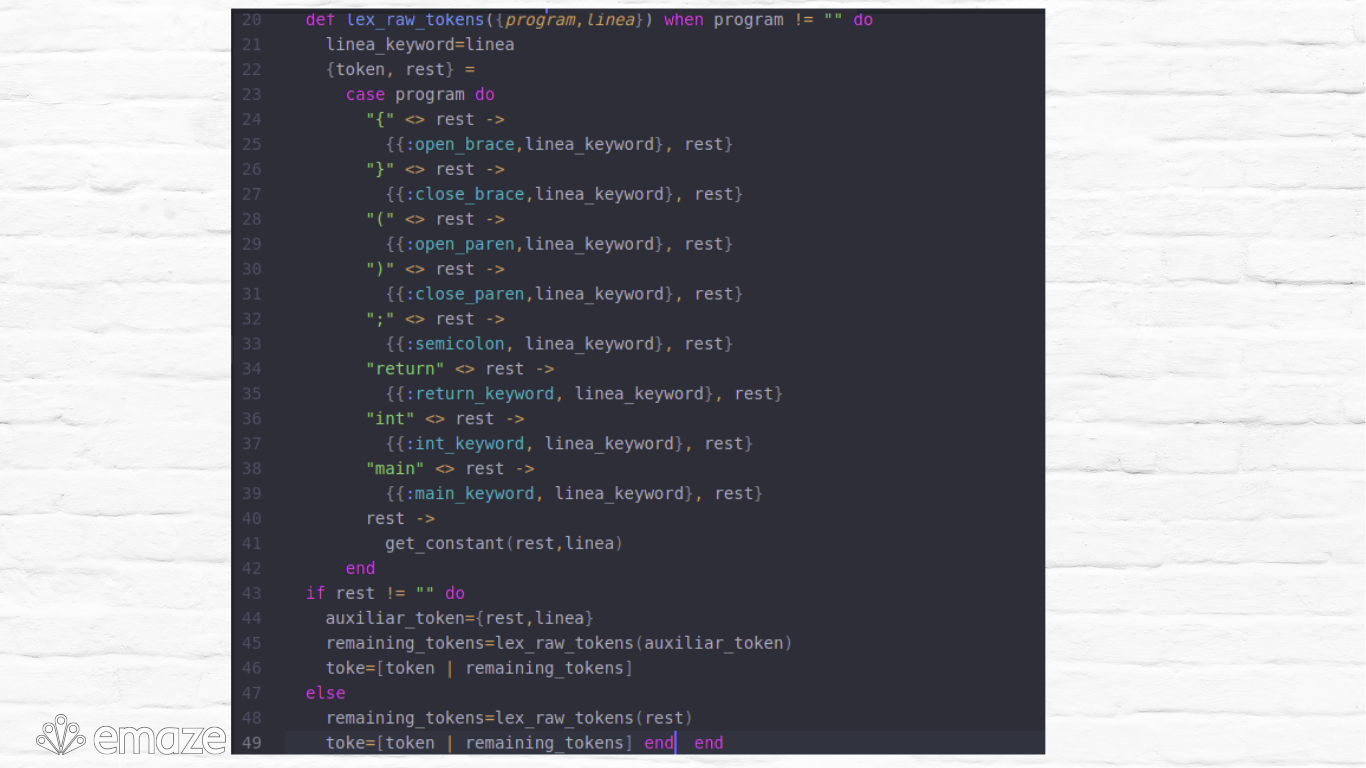 20 def lex_raw_tokens({program,linea}) when program != "" do
21 linea_keyword=linea
22 {token, rest} =
23 case program do
24 "{" <> rest ->
25 {{:open_brace,linea_keyword}, rest}
26 "}" <> rest ->
27 {{:close_brace,linea_keyword}, rest}
28 "(" <> rest ->
29 {{:open_paren,linea_keyword}, rest}
30 ")" <> rest ->
31 {{:close_paren,linea_keyword}, rest}
32 ";" <> rest ->
33 {{:semicolon, linea_keyword}, rest}
34 "return" <> rest ->
35 {{:return_keyword, linea_keyword}, rest}
36 "int" <> rest ->
37 {{:int_keyword, linea_keyword}, rest}
38 "main" <> rest ->
39 {{:main_keyword, linea_keyword}, rest}
40 rest ->
41 get_constant(rest,linea)
42 end
43 if rest != "" do
44 auxiliar_token={rest,linea}
45 remaining_tokens=lex_raw_tokens(auxiliar_token)
46 toke=[token | remaining_tokens]
47 else
48 remaining_tokens=lex_raw_tokens(rest)
49 toke=[token | remaining_tokens] end end
emaze